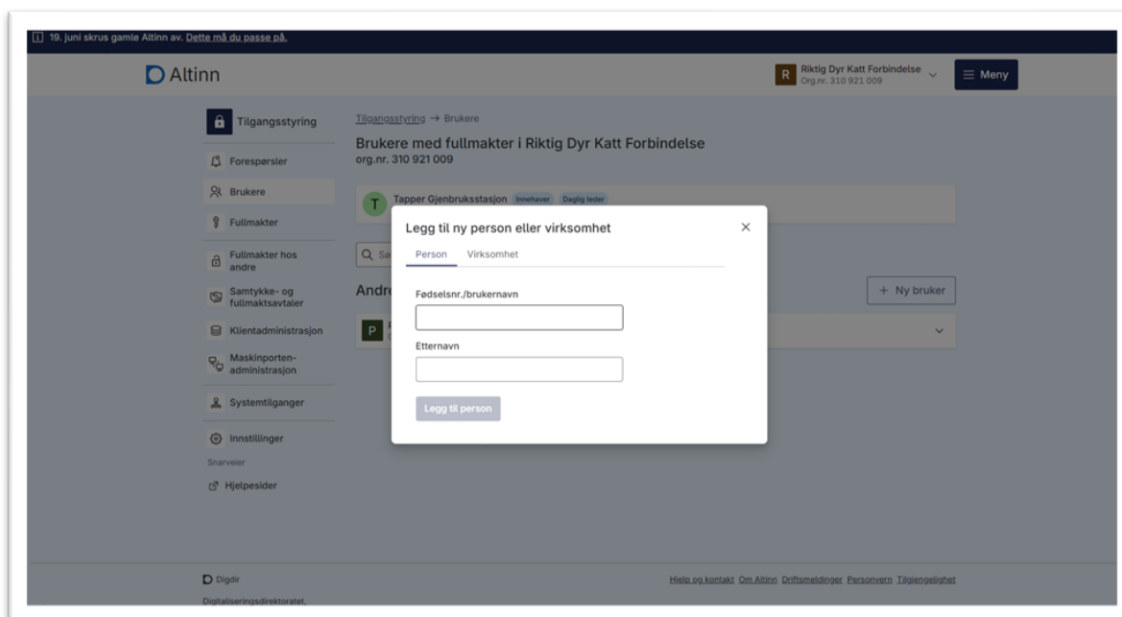 19. juni skrus gamle Altinn av. Dette må du passe på.
Altinn
R
Riktig Dyr Katt Forbindelse
Org.nr. 310 921 009
Meny
Tilgangsstyring
Tilgangsstyring → Brukere
Brukere med fullmakter i Riktig Dyr Katt Forbindelse
org.nr. 310 921 009
Forespørsler
Brukere
Fullmakter
Fullmakter hos
andre
Samtykke- og
fullmaktsavtaler
Klientadministrasjon
Maskinporten-
administrasjon
Systemtilganger
Innstillinger
Snarveier
Hjelpesider
T
Tapper Gjenbruksstasjon Innehaver Daglig leder
Legg til ny person eller virksomhet
Person Virksomhet
Fødselsnr./brukernavn
Etternavn
Legg til person
Andre
+ Ny bruker
P
Digdir
Digitaliseringsdirektoratet,
Hjelp og kontakt Om Altinn Driftsmeldinger Personvern Tilgjengelighet